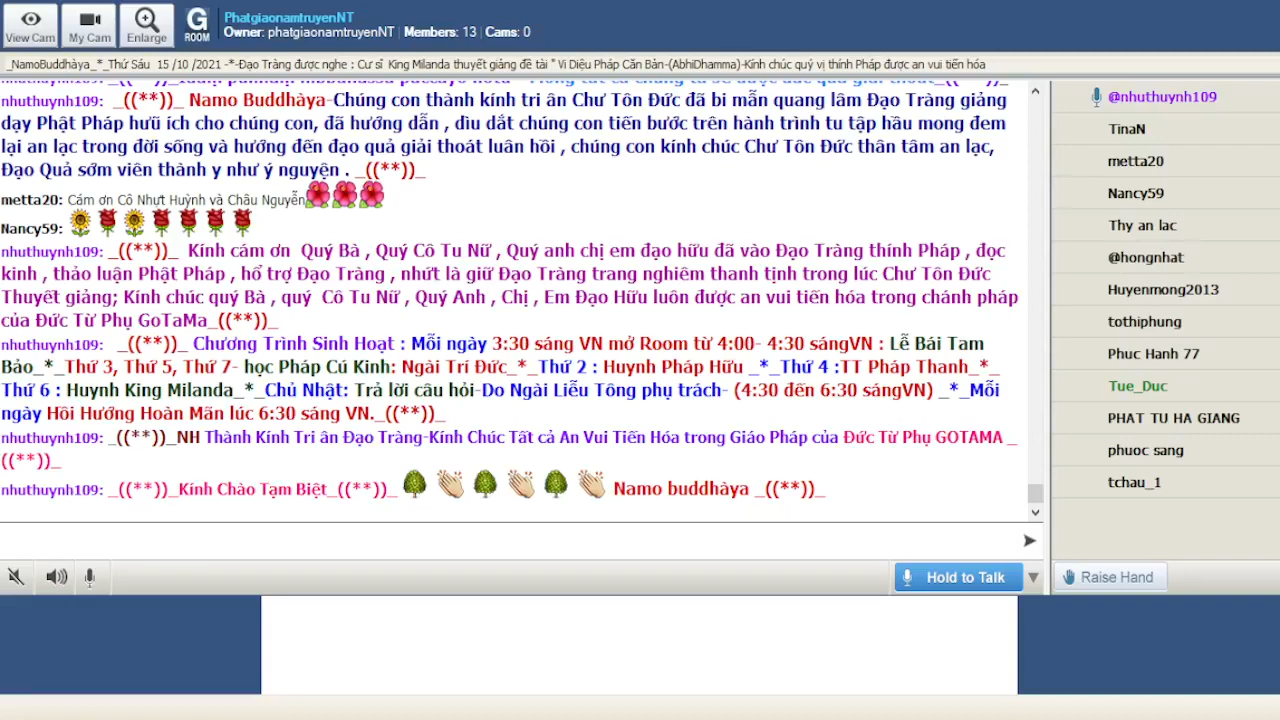 PhatgiaonamtruyenNT
Owner: phatgiaonamtruyenNT | Members: 13 | Cams: 0
View Cam
My Cam
Enlarge
G ROOM
_NamoBuddhàya_*_Thứ Sáu 15 /10 /2021 -*-Đạo Tràng được nghe : Cư sĩ King Milanda thuyết giảng đề tài " Vi Diệu Pháp Căn Bản-(AbhiDhamma)-Kính chúc quý vị thính Pháp được an vui tiến hóa
nhuthuynh109: _((**))_ Namo Buddhàya-Chúng con thành kính tri ân Chư Tôn Đức đã bi mẫn quang lâm Đạo Tràng giảng
dạy Phật Pháp hưũ ích cho chúng con, đã hướng dẫn , dìu dắt chúng con tiến bước trên hành trình tu tập hầu mong đem
lại an lạc trong đời sống và hướng đến đạo quả giải thoát luân hồi , chúng con kính chúc Chư Tôn Đức thân tâm an lạc,
Đạo Quả sớm viên thành y như ý nguyện . _((**))_
metta20: Cám ơn Cô Nhựt Huỳnh và Châu Nguyễn
Nancy59:
nhuthuynh109: _((**))_ Kính cám ơn Quý Bà , Quý Cô Tu Nữ , Quý anh chị em đạo hữu đã vào Đạo Tràng thính Pháp , đọc
kinh , thảo luận Phật Pháp , hổ trợ Đạo Tràng , nhứt là giữ Đạo Tràng trang nghiêm thanh tịnh trong lúc Chư Tôn Đức
Thuyết giảng; Kính chúc quý Bà , quý Cô Tu Nữ , Quý Anh , Chị , Em Đạo Hữu luôn được an vui tiến hóa trong chánh pháp
của Đức Từ Phụ GoTaMa_((**))_
nhuthuynh109: _((**))_ Chương Trình Sinh Hoạt : Mỗi ngày 3:30 sáng VN mở Room từ 4:00- 4:30 sángVN : Lễ Bái Tam
Bảo_*_Thứ 3, Thứ 5, Thứ 7- học Pháp Cú Kinh: Ngài Trí Đức_*_Thứ 2 : Huynh Pháp Hữu _*_Thứ 4 :TT Pháp Thanh_*_
Thứ 6 : Huynh King Milanda_*_Chủ Nhật: Trả lời câu hỏi-Do Ngài Liễu Tông phụ trách- (4:30 đến 6:30 sángVN) _*_Mỗi
ngày Hồi Hướng Hoàn Mãn lúc 6:30 sáng VN._((**))_
nhuthuynh109: _((**))_NH Thành Kính Tri ân Đạo Tràng-Kính Chúc Tất cả An Vui Tiến Hóa trong Giáo Pháp của Đức Từ Phụ GOTAMA _
((**))_
nhuthuynh109: _((**))_Kính Chào Tạm Biệt_((**))_ Namo buddhàya _((**))_
@nhuthuynh109
TinaN
metta20
Nancy59
Thy an lac
@hongnhat
Huyenmong2013
tothiphung
Phuc Hanh 77
Tue_Duc
PHAT TU HA GIANG
phuoc sang
tchau_1
Hold to Talk
Raise Hand